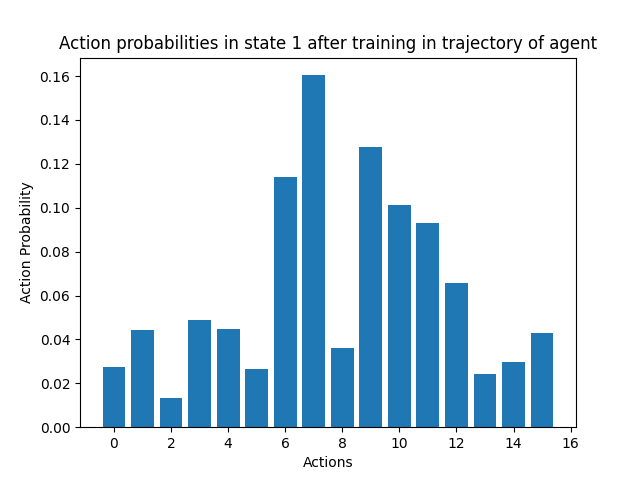 Action probabilities in state 1 after training in trajectory of agent
0.16
0.14
0.12
0.10
0.08
0.06
0.04
0.02
0.00
Action Probability
0 2 4 6 8 10 12 14 16
Actions